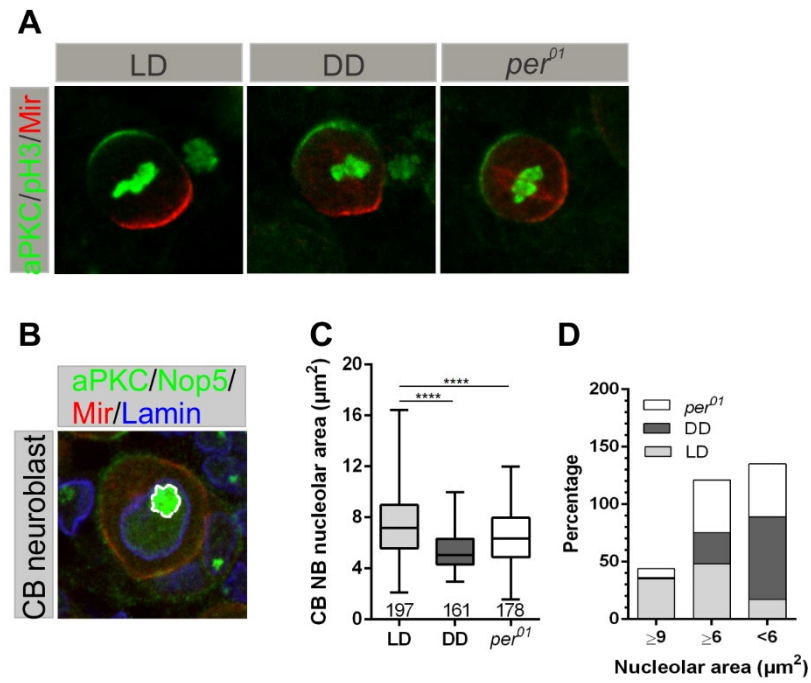 A
LD DD per⁰¹
aPKC/pH3/Mir
B
aPKC/Nop5/
Mir/Lamin
CB neuroblast
C
CB NB nucleolar area (µm²)
20
16
12
8
4
0
**** 
****
197 161 178
LD DD per⁰¹
D
Percentage
200
150
100
50
0
per⁰¹
DD
LD
≥9 ≥6 <6
Nucleolar area (µm²)